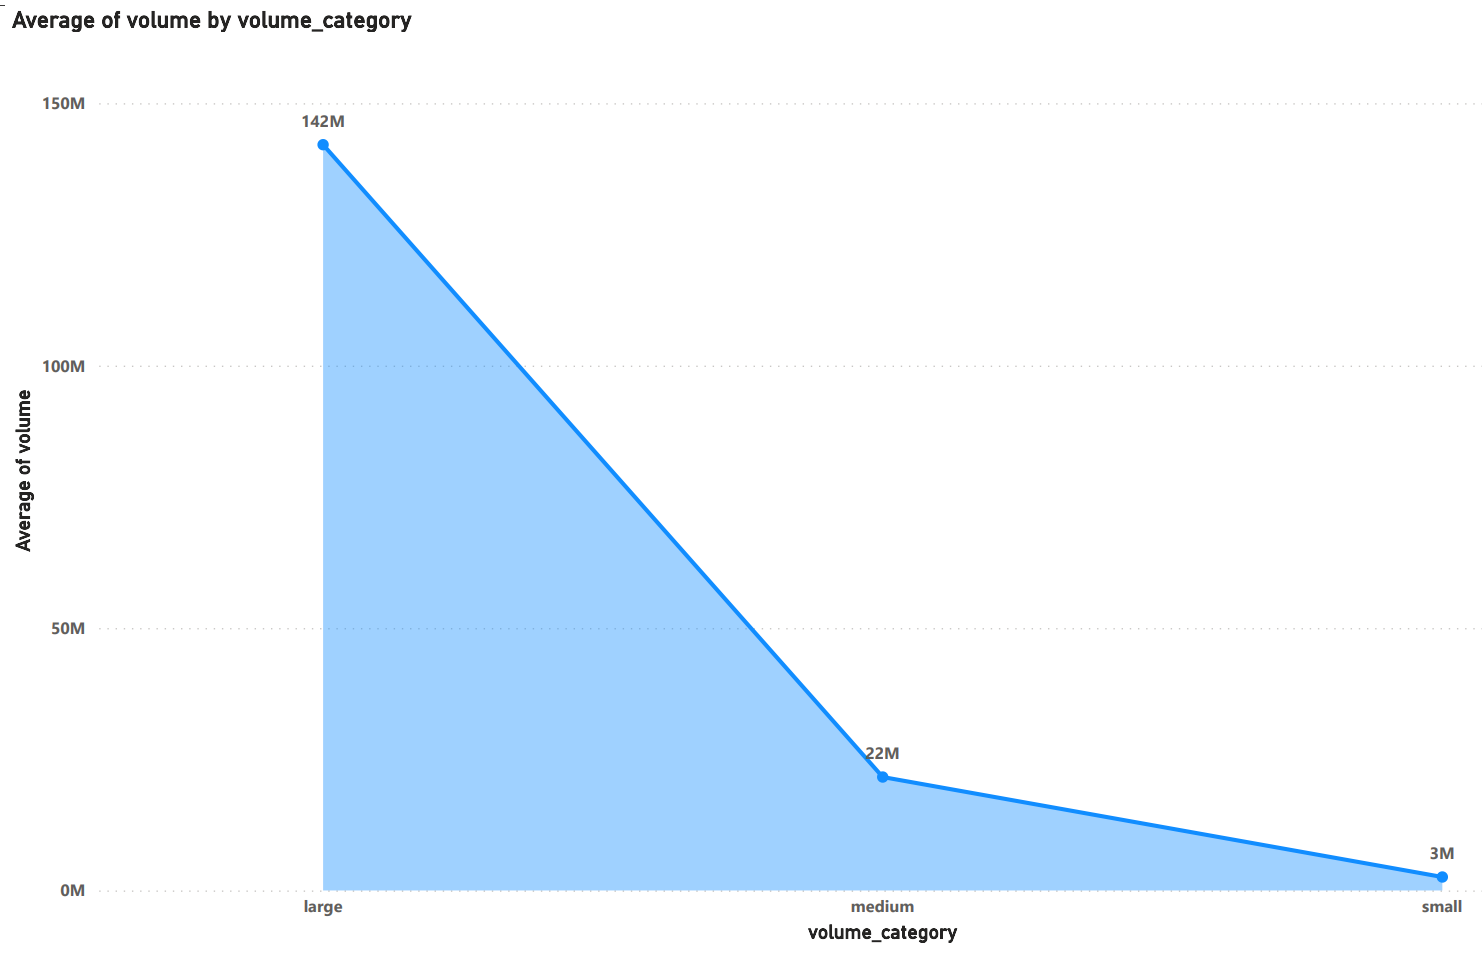 Average of volume by volume_category
150M
142M
100M
Average of volume
50M
22M
3M
0M
large
medium
small
volume_category